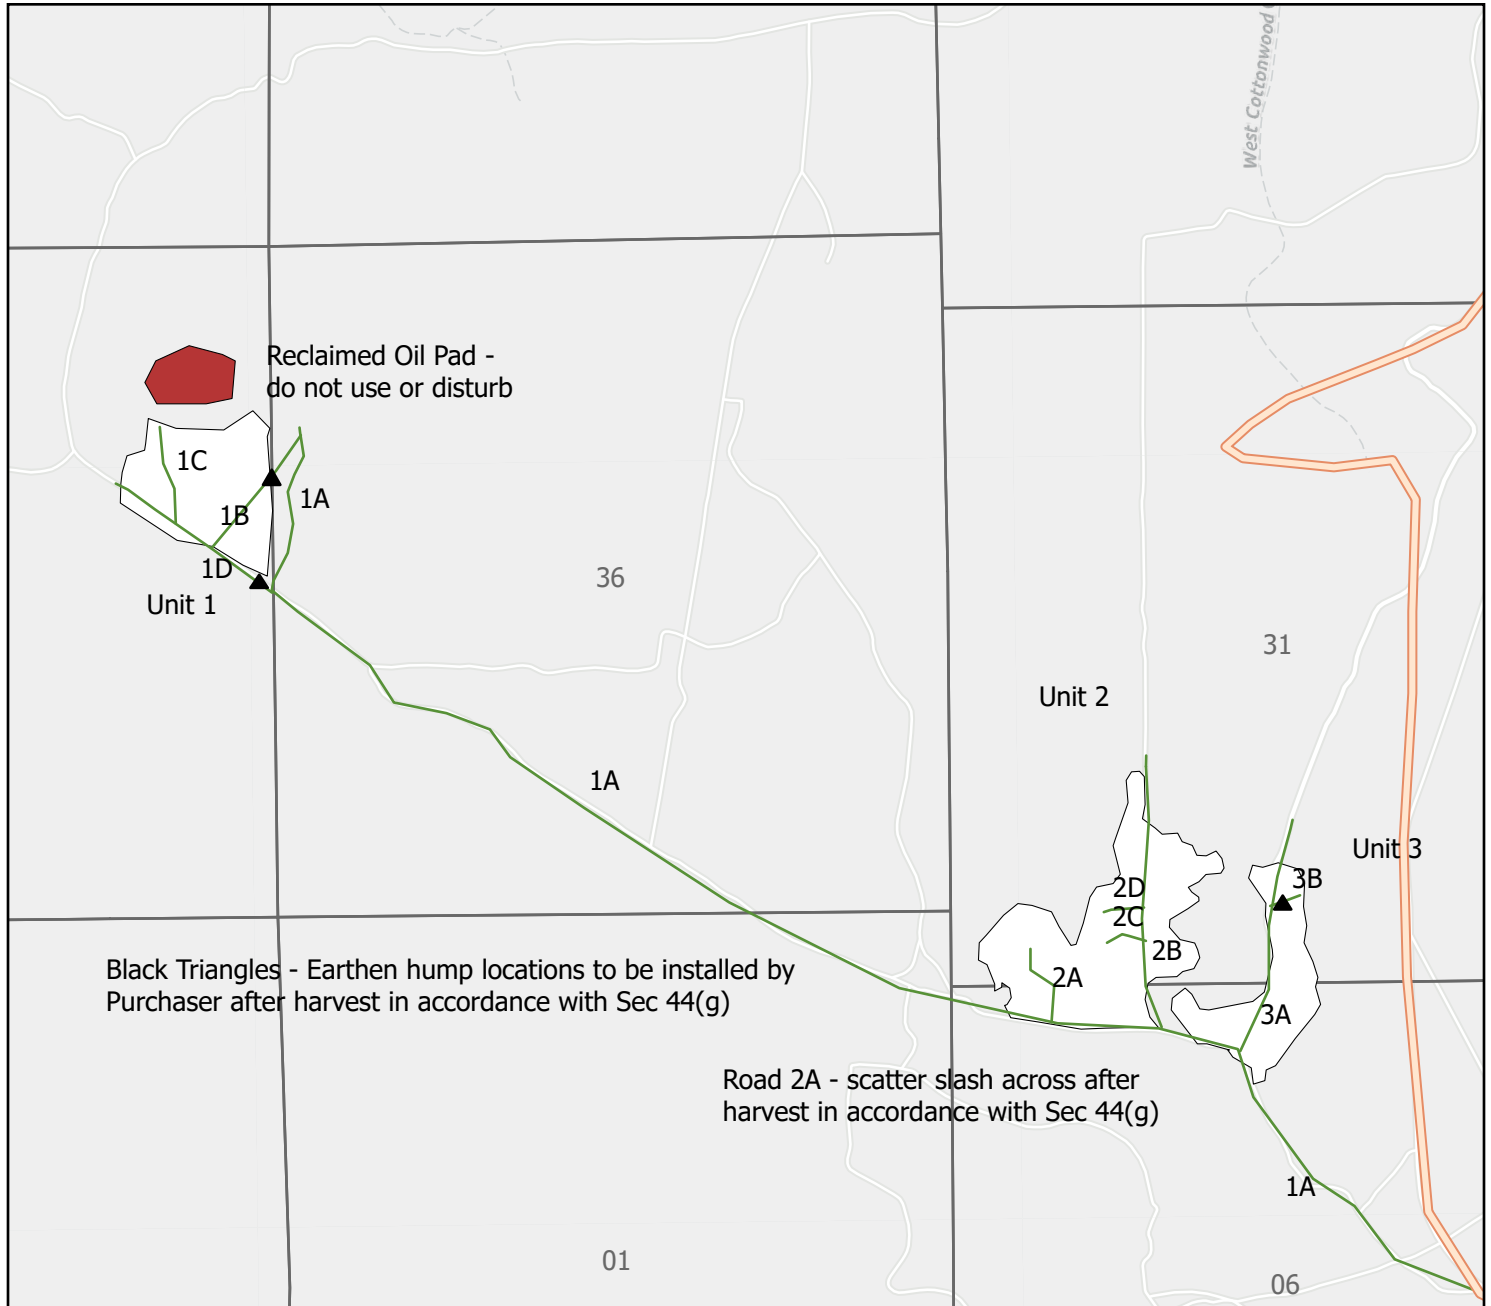 West Cottonwood
Reclaimed Oil Pad -
do not use or disturb
1C
1A
1B
1D
36
Unit 1
31
Unit 2
1A
Unit 3
3B
2D
2C
2B
2A
Black Triangles - Earthen hump locations to be installed by
Purchaser after harvest in accordance with Sec 44(g)
3A
Road 2A - scatter slash across after
harvest in accordance with Sec 44(g)
1A
01
06